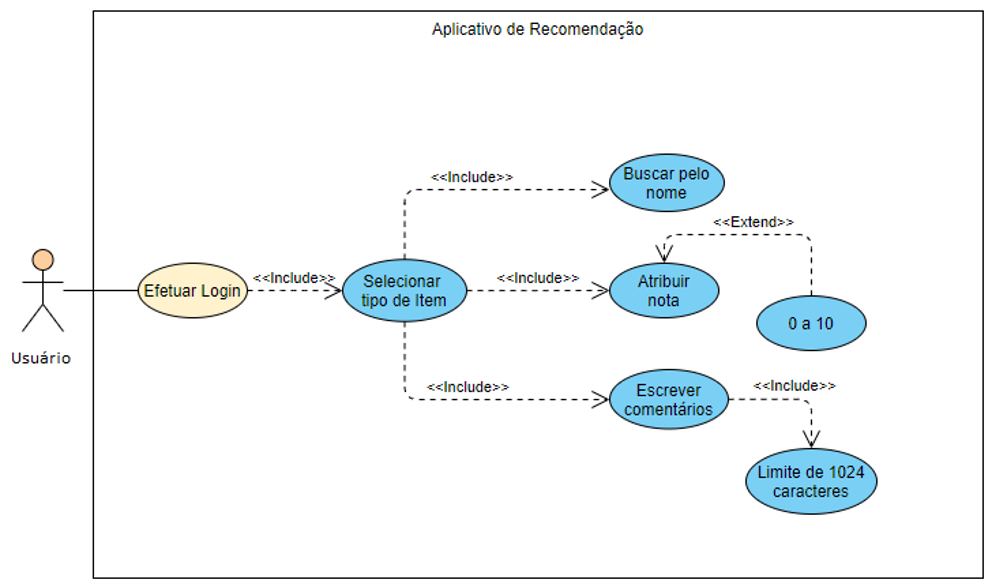 Aplicativo de Recomendação
<<Include>>
Buscar pelo
nome
<<Extend>>
Efetuar Login
<<Include>>
Selecionar
tipo de Item
<<Include>>
Atribuir
nota
0 a 10
Usuário
<<Include>>
Escrever
comentários
<<Include>>
Limite de 1024
caracteres